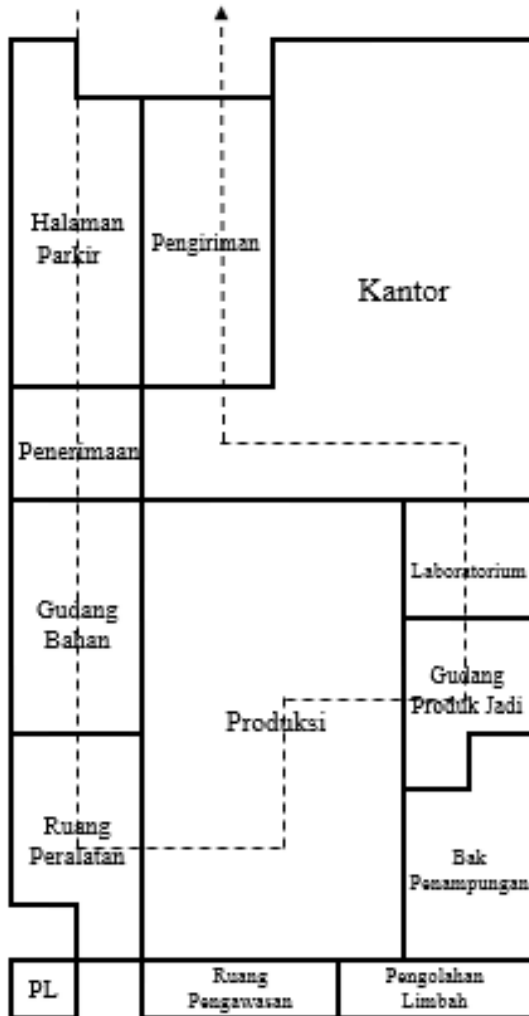 Halaman
Parkir
Pengiriman
Kantor
Penerimaan
Laboratorium
Gudang
Bahan
Gudang
Produk Jadi
Produksi
Ruang
Peralatan
Bak
Penampungan
PL
Ruang
Pengawasan
Pengolahan
Limbah